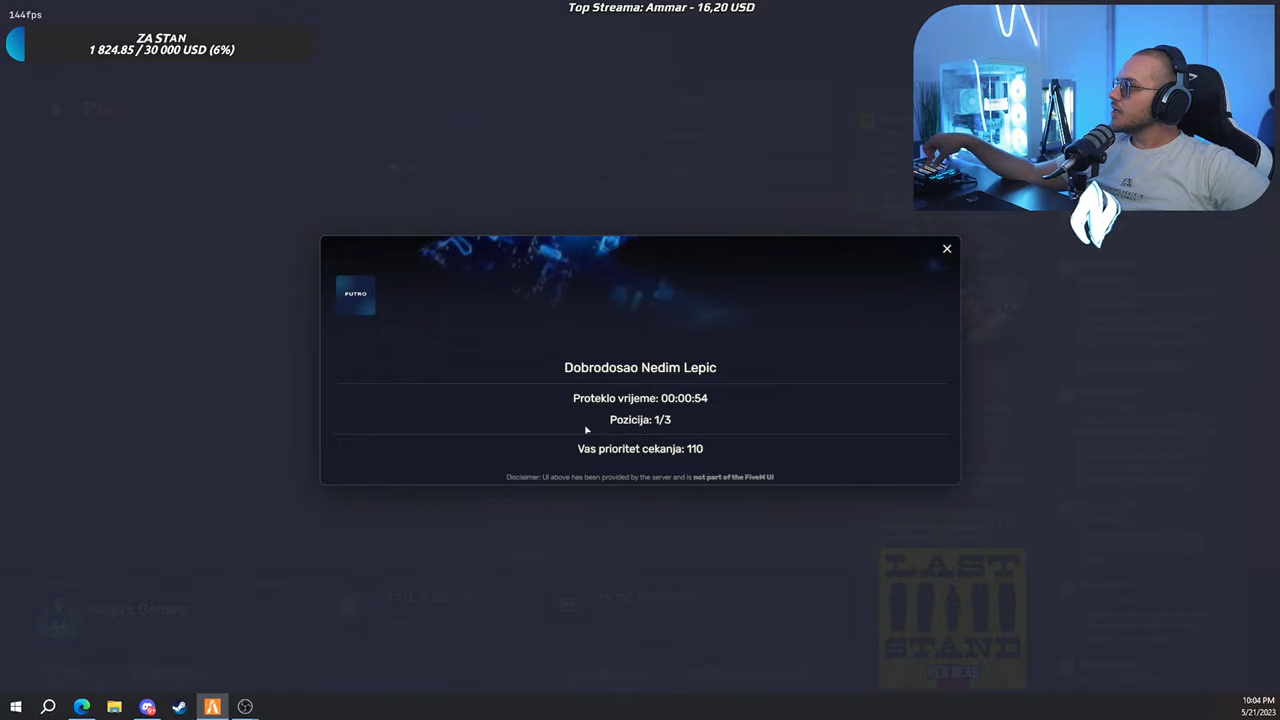 144fps
Top Streama: Ammar - 16,20 USD
ZA STAN
1 824.85 / 30 000 USD (6%)
FUTRO
Dobrodosao Nedim Lepic
Proteklo vrijeme: 00:00:54
Pozicija: 1/3
Vas prioritet cekanja: 110
Disclaimer: UI above has been provided by the server and is not part of the FiveM UI
LAST
STAND
10:04 PM
5/21/2023